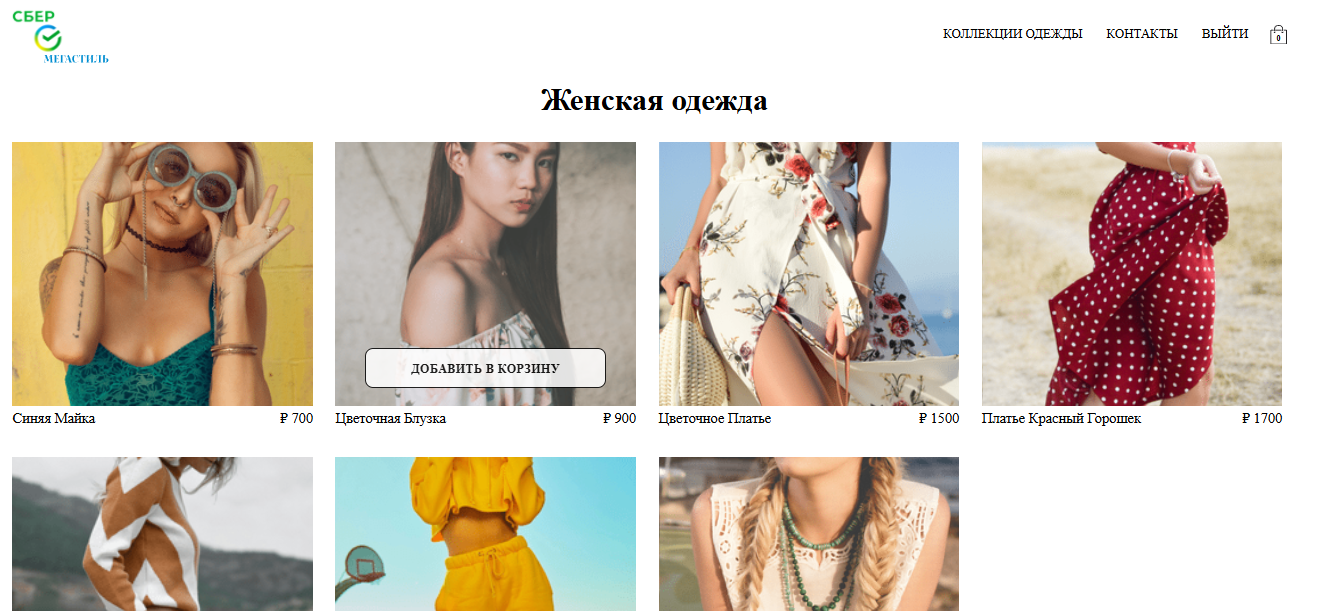 СБЕР
МЕГАСТИЛЬ
КОЛЛЕКЦИИ ОДЕЖДЫ КОНТАКТЫ ВЫЙТИ 0
Женская одежда
ДОБАВИТЬ В КОРЗИНУ
Синяя Майка ₽ 700
Цветочная Блузка ₽ 900
Цветочное Платье ₽ 1500
Платье Красный Горошек ₽ 1700